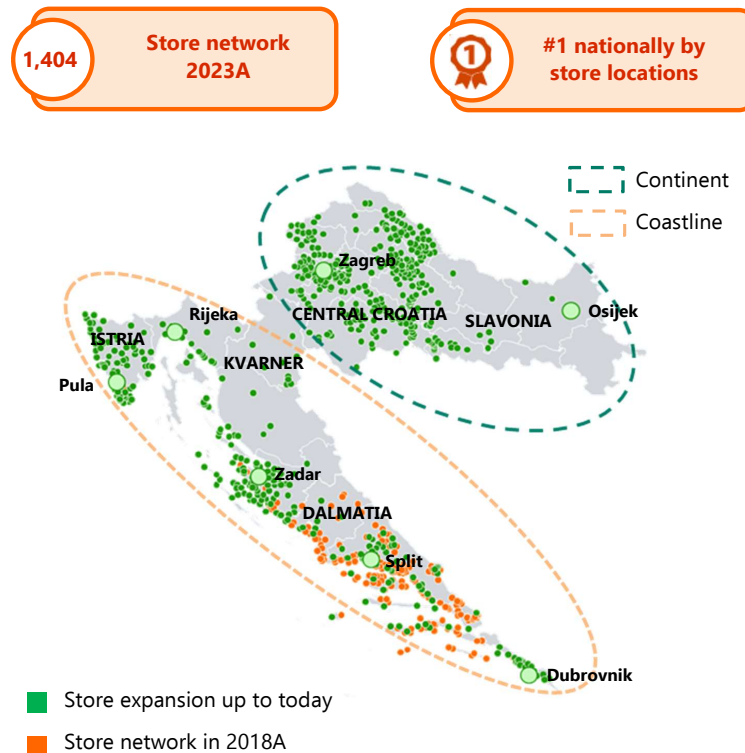 1,404
Store network
2023A
1
#1 nationally by
store locations
Continent
Coastline
Zagreb
Rijeka
CENTRAL CROATIA
SLAVONIA
Osijek
ISTRIA
KVARNER
Pula
Zadar
DALMATIA
Split
Dubrovnik
Store expansion up to today
Store network in 2018A